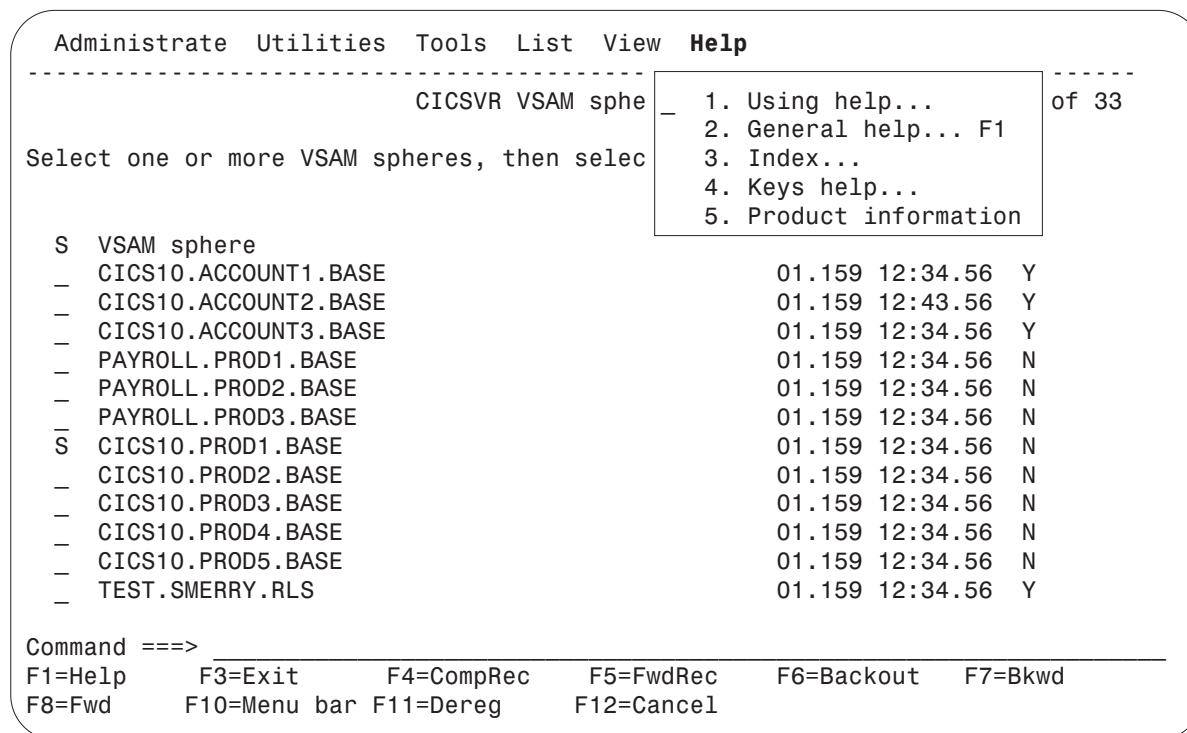 Administrate  Utilities  Tools  List  View  Help
------------------------------------------- ------
CICSVR VSAM sphe _ 1. Using help... of 33
2. General help... F1
Select one or more VSAM spheres, then selec 3. Index...
4. Keys help...
5. Product information
S  VSAM sphere
_  CICS10.ACCOUNT1.BASE  01.159 12:34.56  Y
_  CICS10.ACCOUNT2.BASE  01.159 12:43.56  Y
_  CICS10.ACCOUNT3.BASE  01.159 12:34.56  Y
_  PAYROLL.PROD1.BASE  01.159 12:34.56  N
_  PAYROLL.PROD2.BASE  01.159 12:34.56  N
_  PAYROLL.PROD3.BASE  01.159 12:34.56  N
S  CICS10.PROD1.BASE  01.159 12:34.56  N
_  CICS10.PROD2.BASE  01.159 12:34.56  N
_  CICS10.PROD3.BASE  01.159 12:34.56  N
_  CICS10.PROD4.BASE  01.159 12:34.56  N
_  CICS10.PROD5.BASE  01.159 12:34.56  N
_  TEST.SMERRY.RLS  01.159 12:34.56  Y
Command ===> __________________________________________________________________
F1=Help  F3=Exit  F4=CompRec  F5=FwdRec  F6=Backout  F7=Bkwd
F8=Fwd  F10=Menu bar F11=Dereg  F12=Cancel